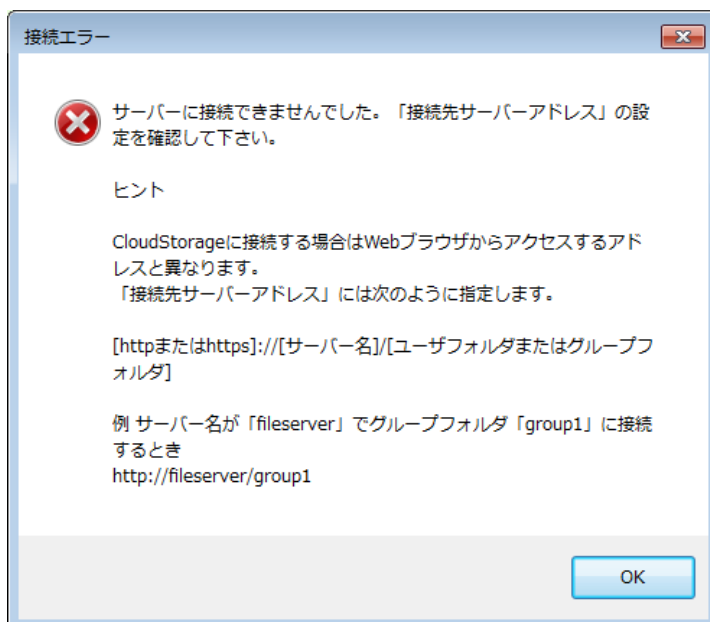 接続エラー
サーバーに接続できませんでした。「接続先サーバーアドレス」の設
定を確認して下さい。
ヒント
CloudStorageに接続する場合はWebブラウザからアクセスするアド
レスと異なります。
「接続先サーバーアドレス」には次のように指定します。
[httpまたはhttps]://[サーバー名]/[ユーザフォルダまたはグループフ
ォルダ]
例 サーバー名が「fileserver」でグループフォルダ「group1」に接続
するとき
http://fileserver/group1
OK